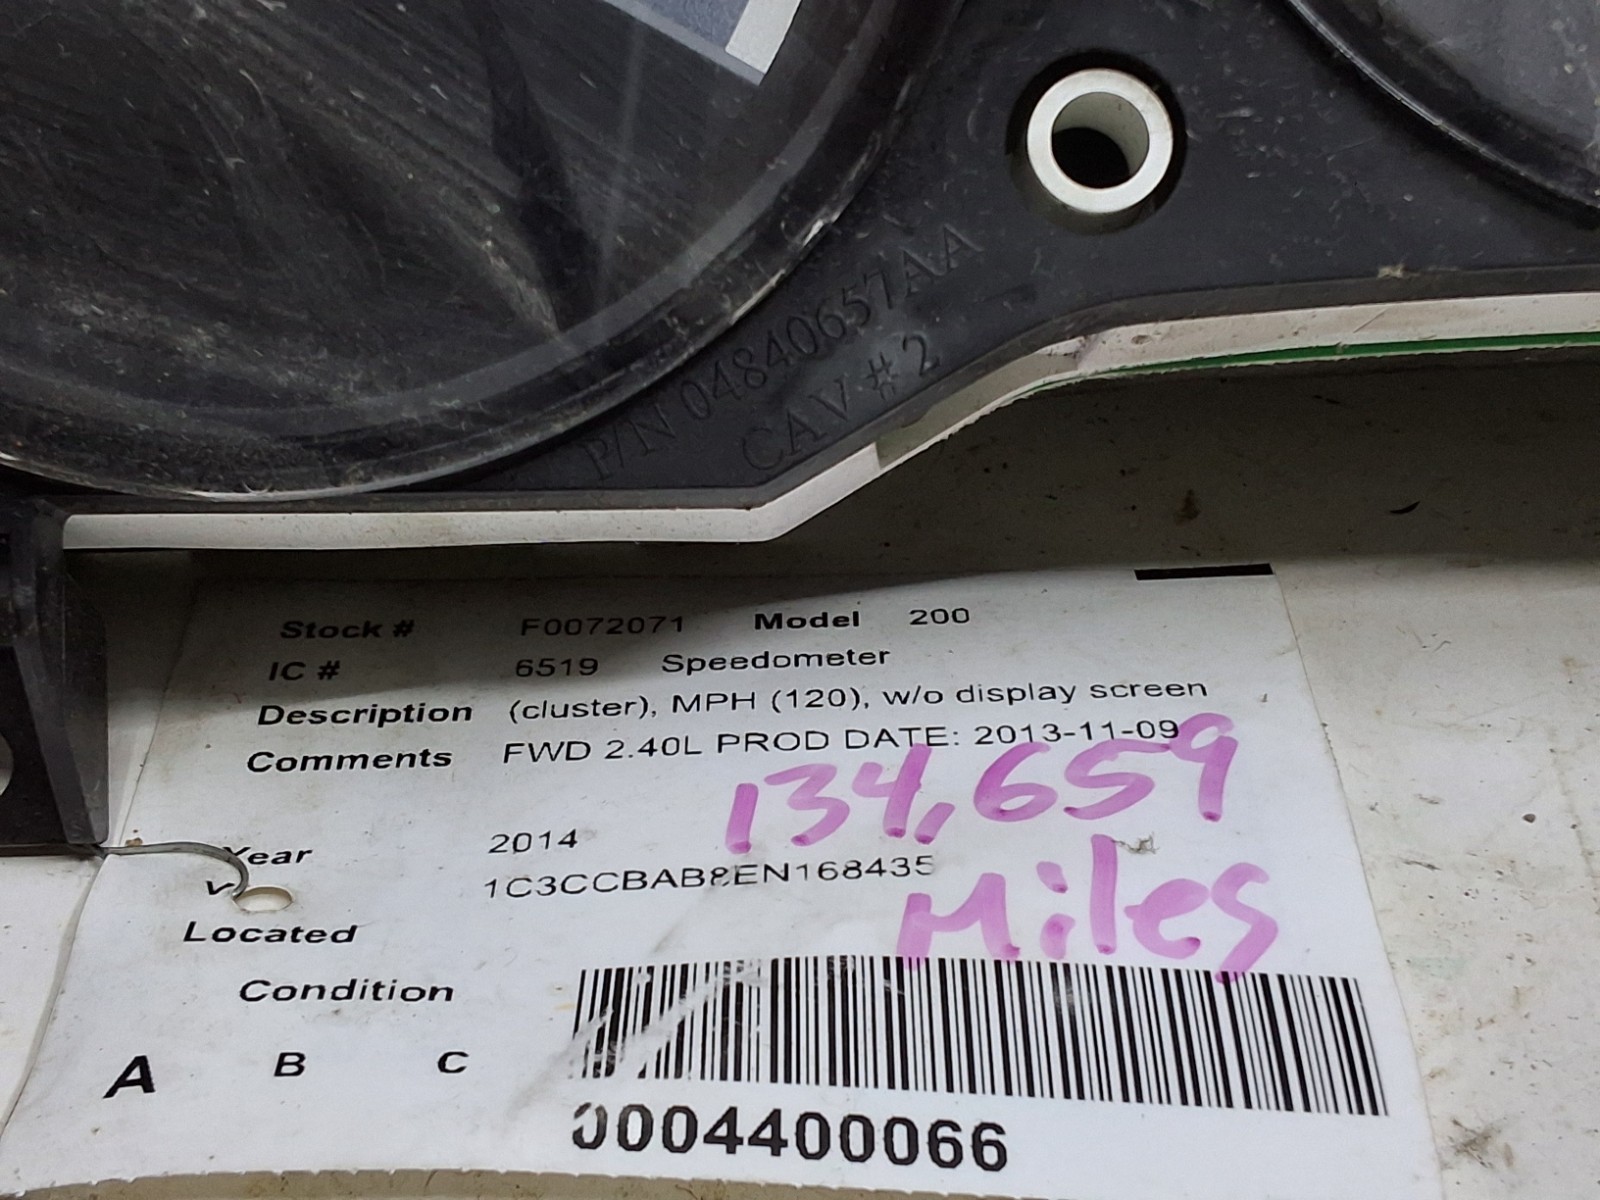 P/N 04840657AA
CAV # 2
Stock # F0072071 Model 200
IC # 6519 Speedometer
Description (cluster), MPH (120), w/o display screen
Comments FWD 2.40L PROD DATE: 2013-11-09
134,659
Miles
Year 2014
1C3CCBAB8EN168435
Located
Condition
A B C
0004400066